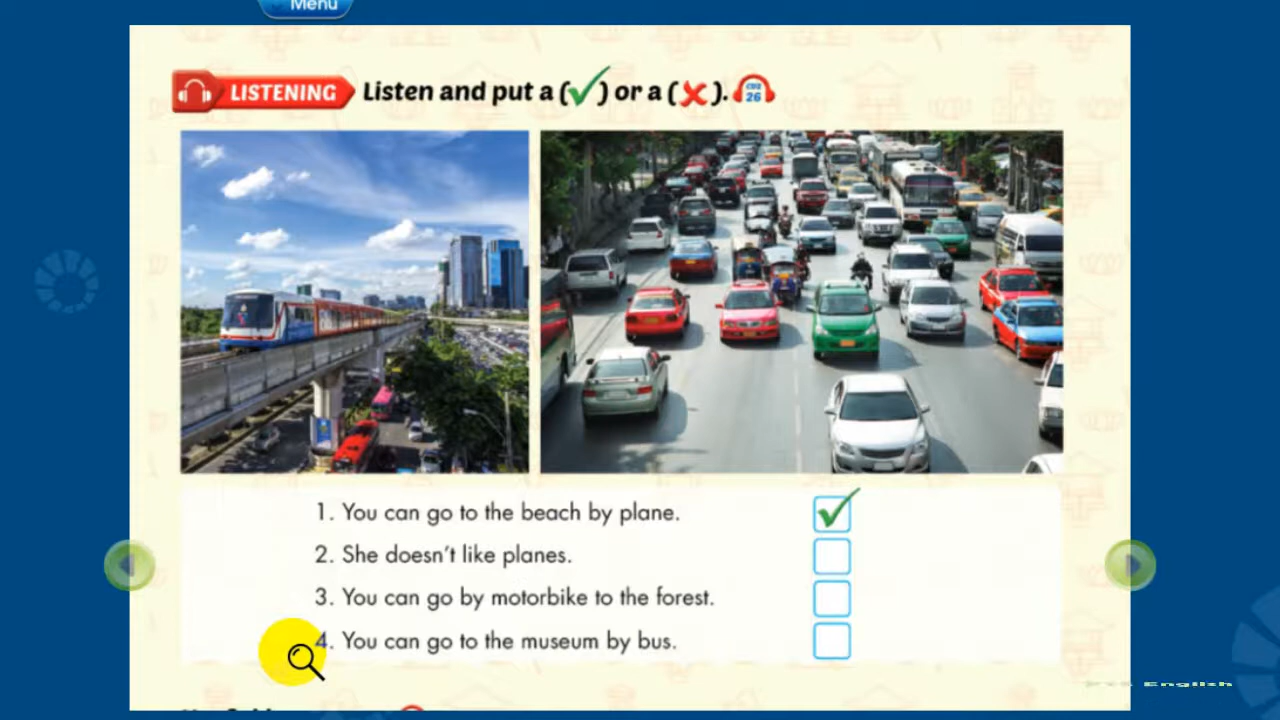 Menu
LISTENING
Listen and put a (✓) or a (✗).
CD2
26
1. You can go to the beach by plane. ✓
2. She doesn't like planes.
3. You can go by motorbike to the forest.
4. You can go to the museum by bus.
English